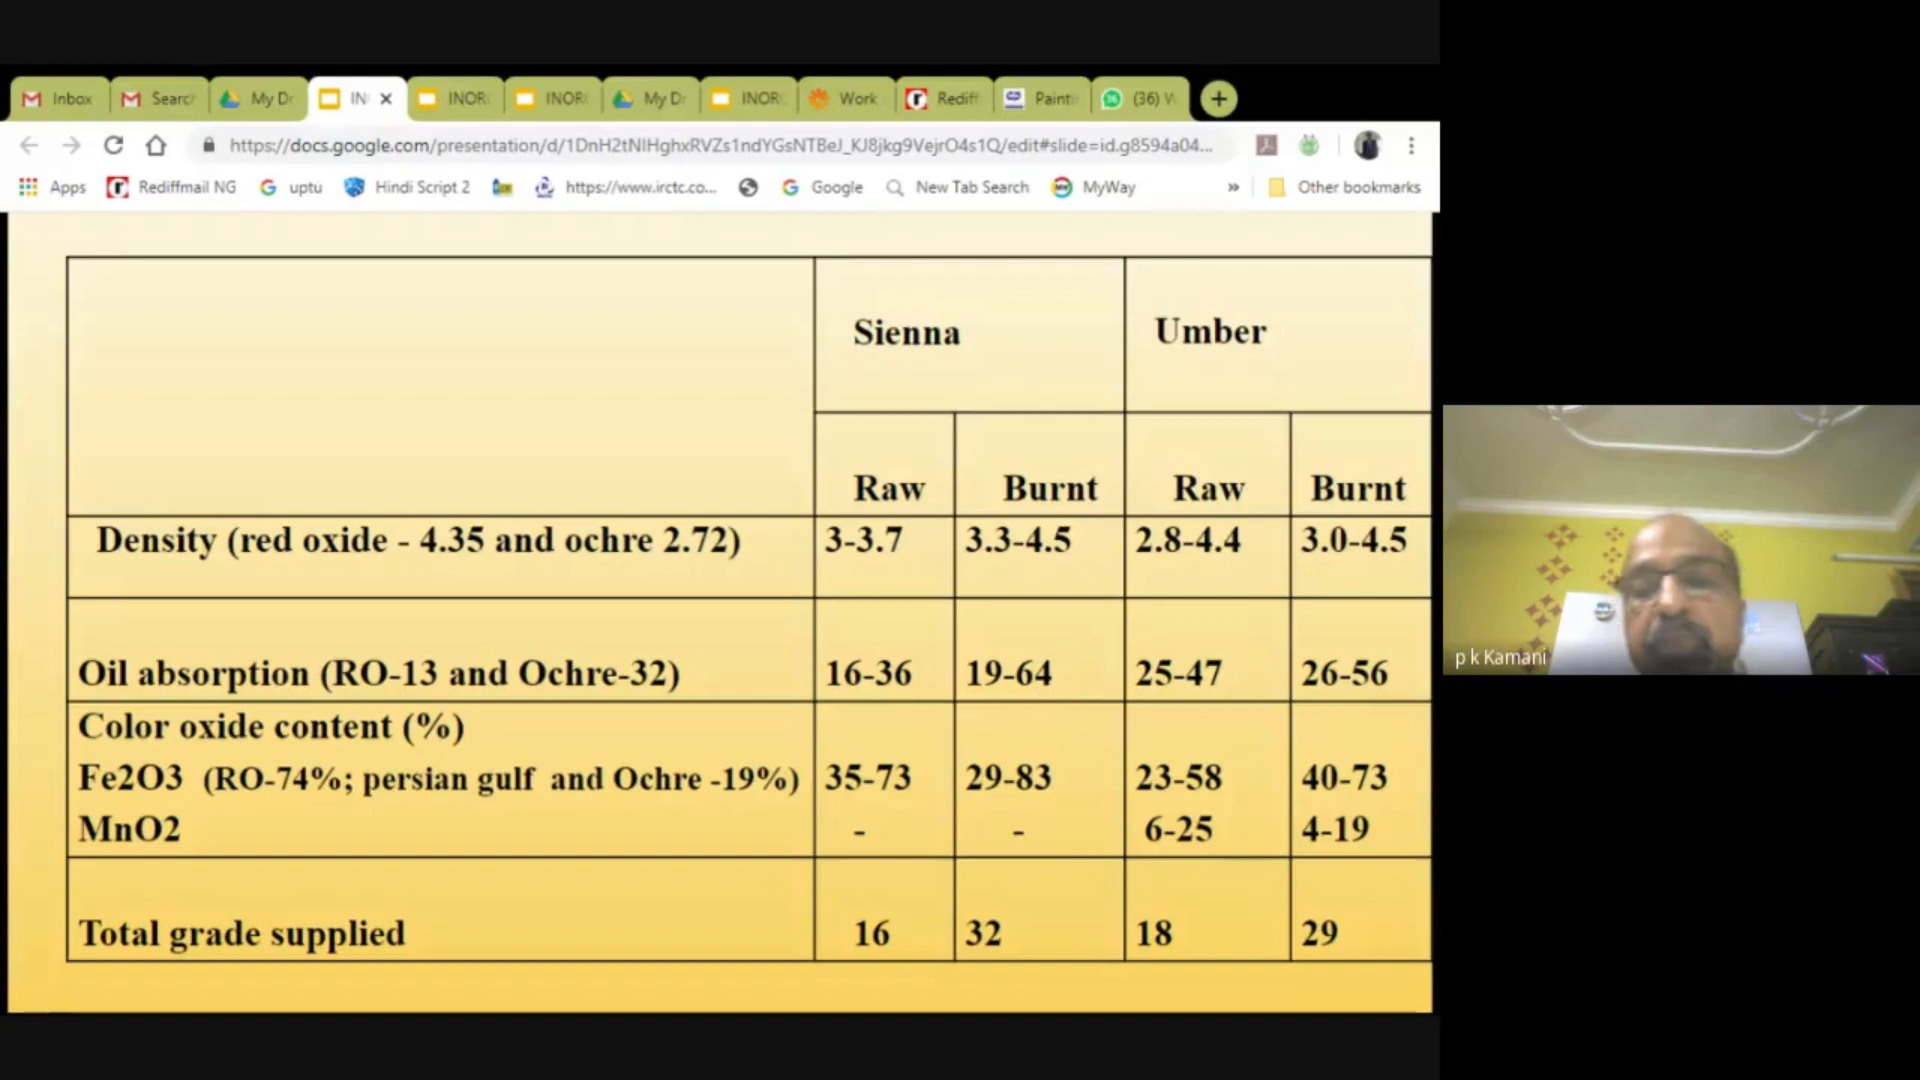 Inbox Search My Dr IN INOR INOR My Dr INOR Work Rediff Painti (36) W
https://docs.google.com/presentation/d/1DnH2tNlHghxRVZs1ndYGsNTBeJ_KJ8jkg9VejrO4s1Q/edit#slide=id.g8594a04...
Apps Rediffmail NG uptu Hindi Script 2 https://www.irctc.co... Google New Tab Search MyWay » Other bookmarks
Sienna Umber
Raw Burnt Raw Burnt
Density (red oxide - 4.35 and ochre 2.72) 3-3.7 3.3-4.5 2.8-4.4 3.0-4.5
Oil absorption (RO-13 and Ochre-32) 16-36 19-64 25-47 26-56
Color oxide content (%)
Fe2O3 (RO-74%; persian gulf and Ochre -19%) 35-73 29-83 23-58 40-73
MnO2 - - 6-25 4-19
Total grade supplied 16 32 18 29
p k Kamani